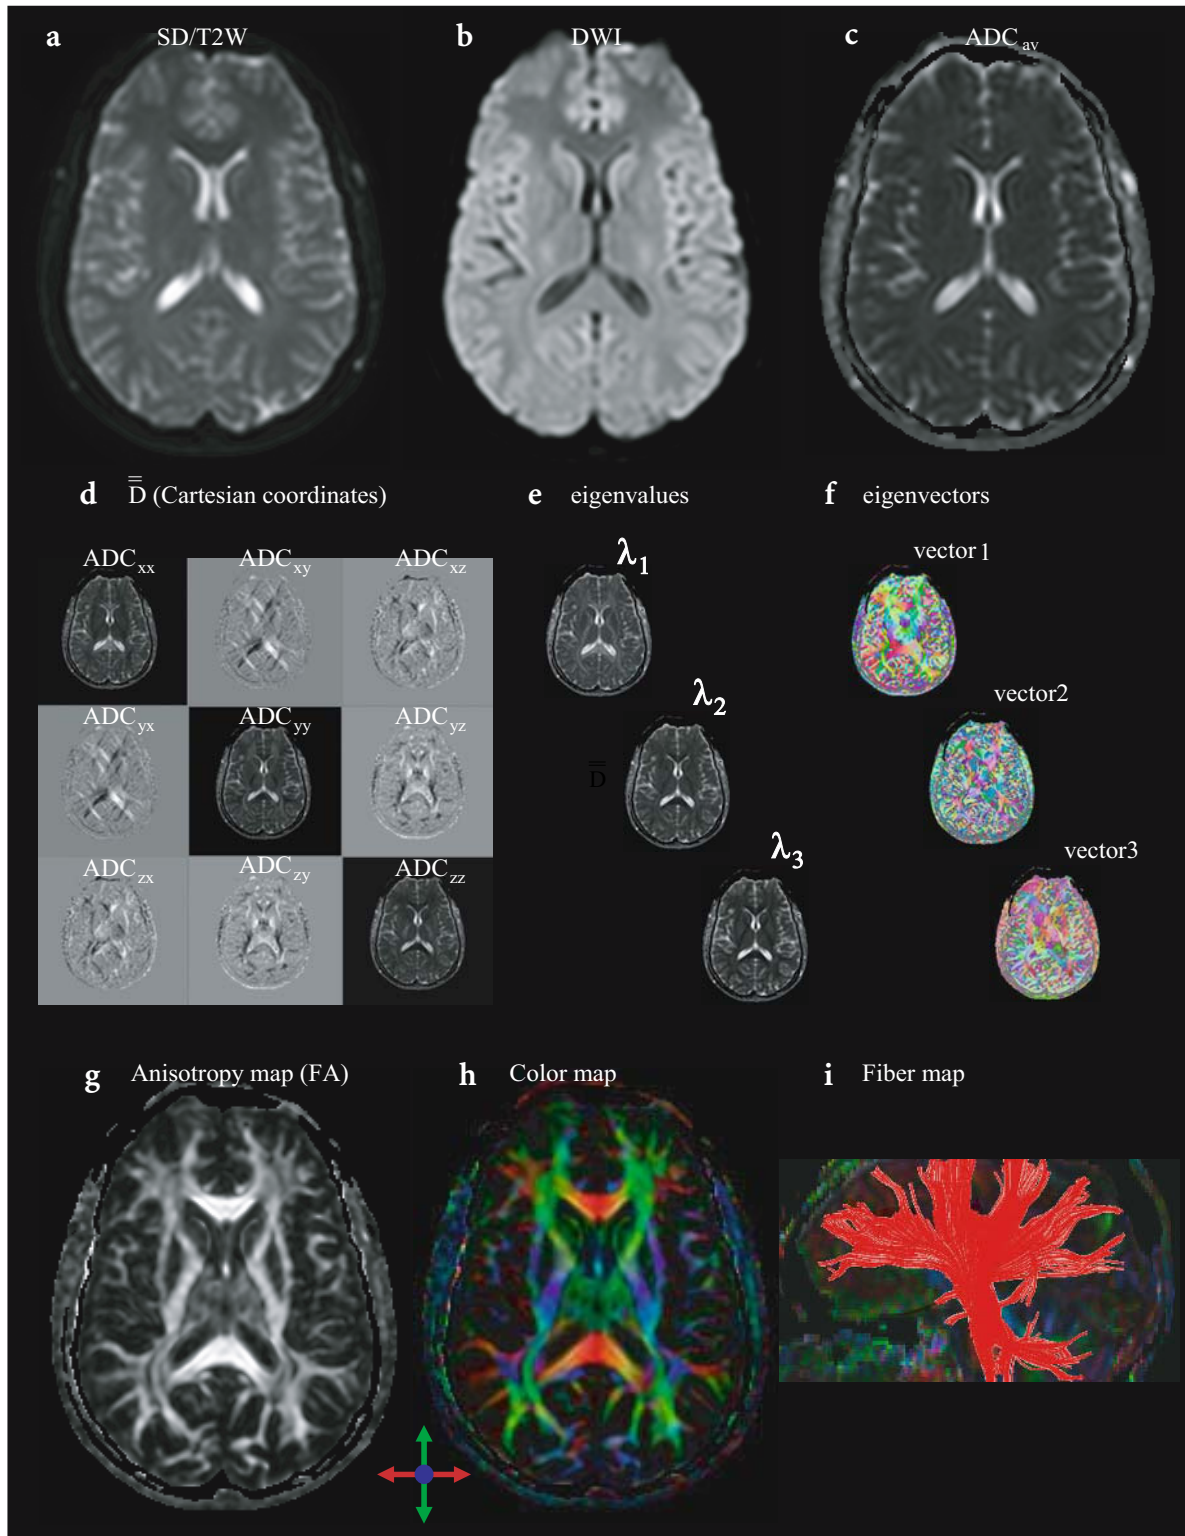 a SD/T2W b DWI c ADC av
d D (Cartesian coordinates) e eigenvalues f eigenvectors
ADC xx ADC xy ADC xz λ1 vector 1
ADC yx ADC yy ADC yz λ2 vector2
D
ADC zx ADC zy ADC zz λ3 vector3
g Anisotropy map (FA) h Color map i Fiber map